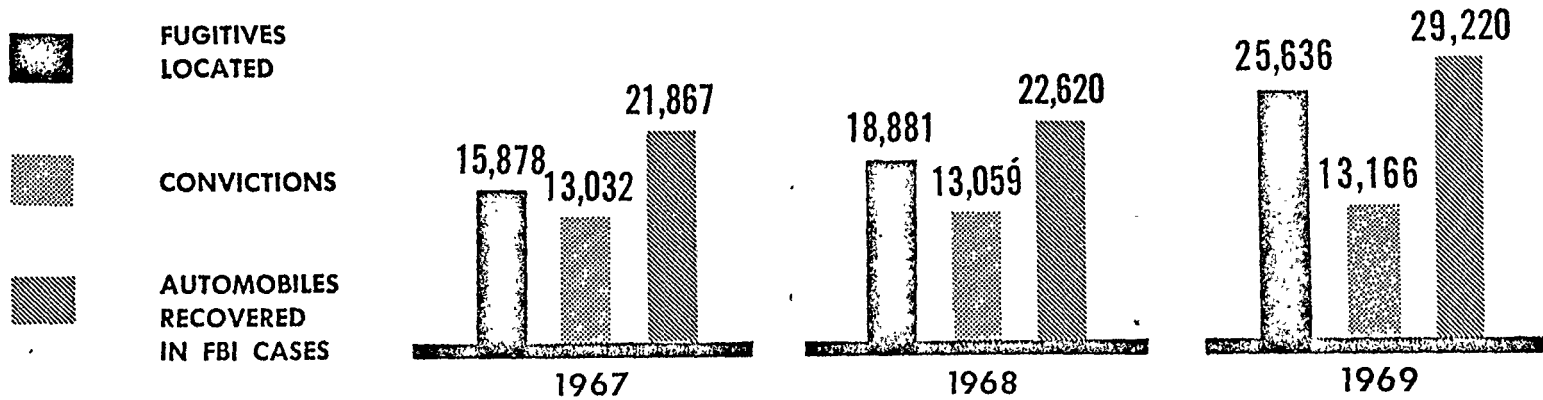 FUGITIVES
LOCATED
CONVICTIONS
AUTOMOBILES
RECOVERED
IN FBI CASES
15,878
13,032
21,867
1967
18,881
13,059
22,620
1968
25,636
13,166
29,220
1969